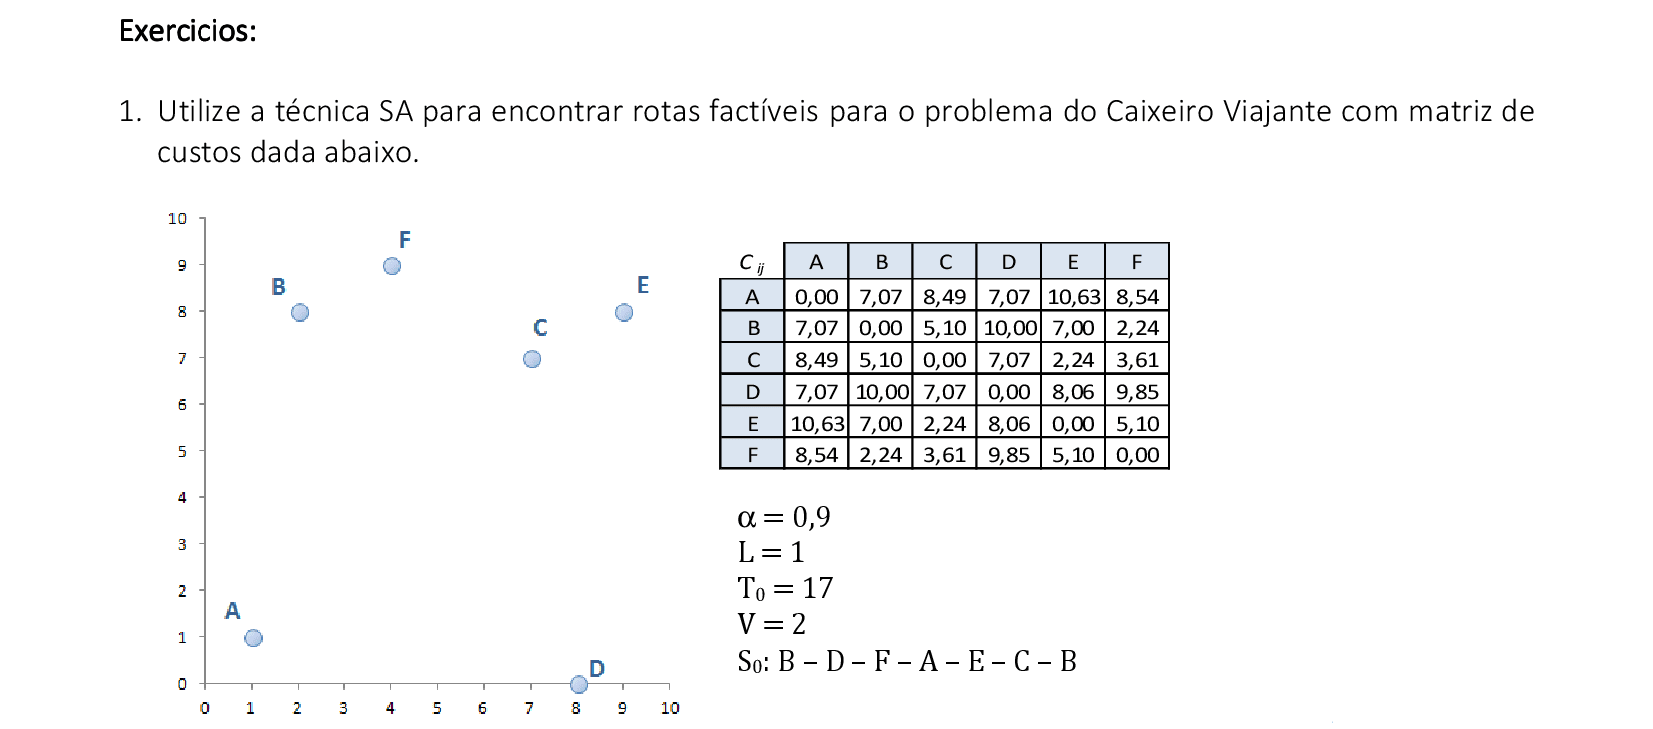 Exercicios:
1. Utilize a técnica SA para encontrar rotas factíveis para o problema do Caixeiro Viajante com matriz de
custos dada abaixo.
10
9
8
7
6
5
4
3
2
1
0
0 1 2 3 4 5 6 7 8 9 10
F
B
E
C
A
D
C ij A B C D E F
A 0,00 7,07 8,49 7,07 10,63 8,54
B 7,07 0,00 5,10 10,00 7,00 2,24
C 8,49 5,10 0,00 7,07 2,24 3,61
D 7,07 10,00 7,07 0,00 8,06 9,85
E 10,63 7,00 2,24 8,06 0,00 5,10
F 8,54 2,24 3,61 9,85 5,10 0,00
α = 0,9
L = 1
T₀ = 17
V = 2
S₀: B – D – F – A – E – C – B